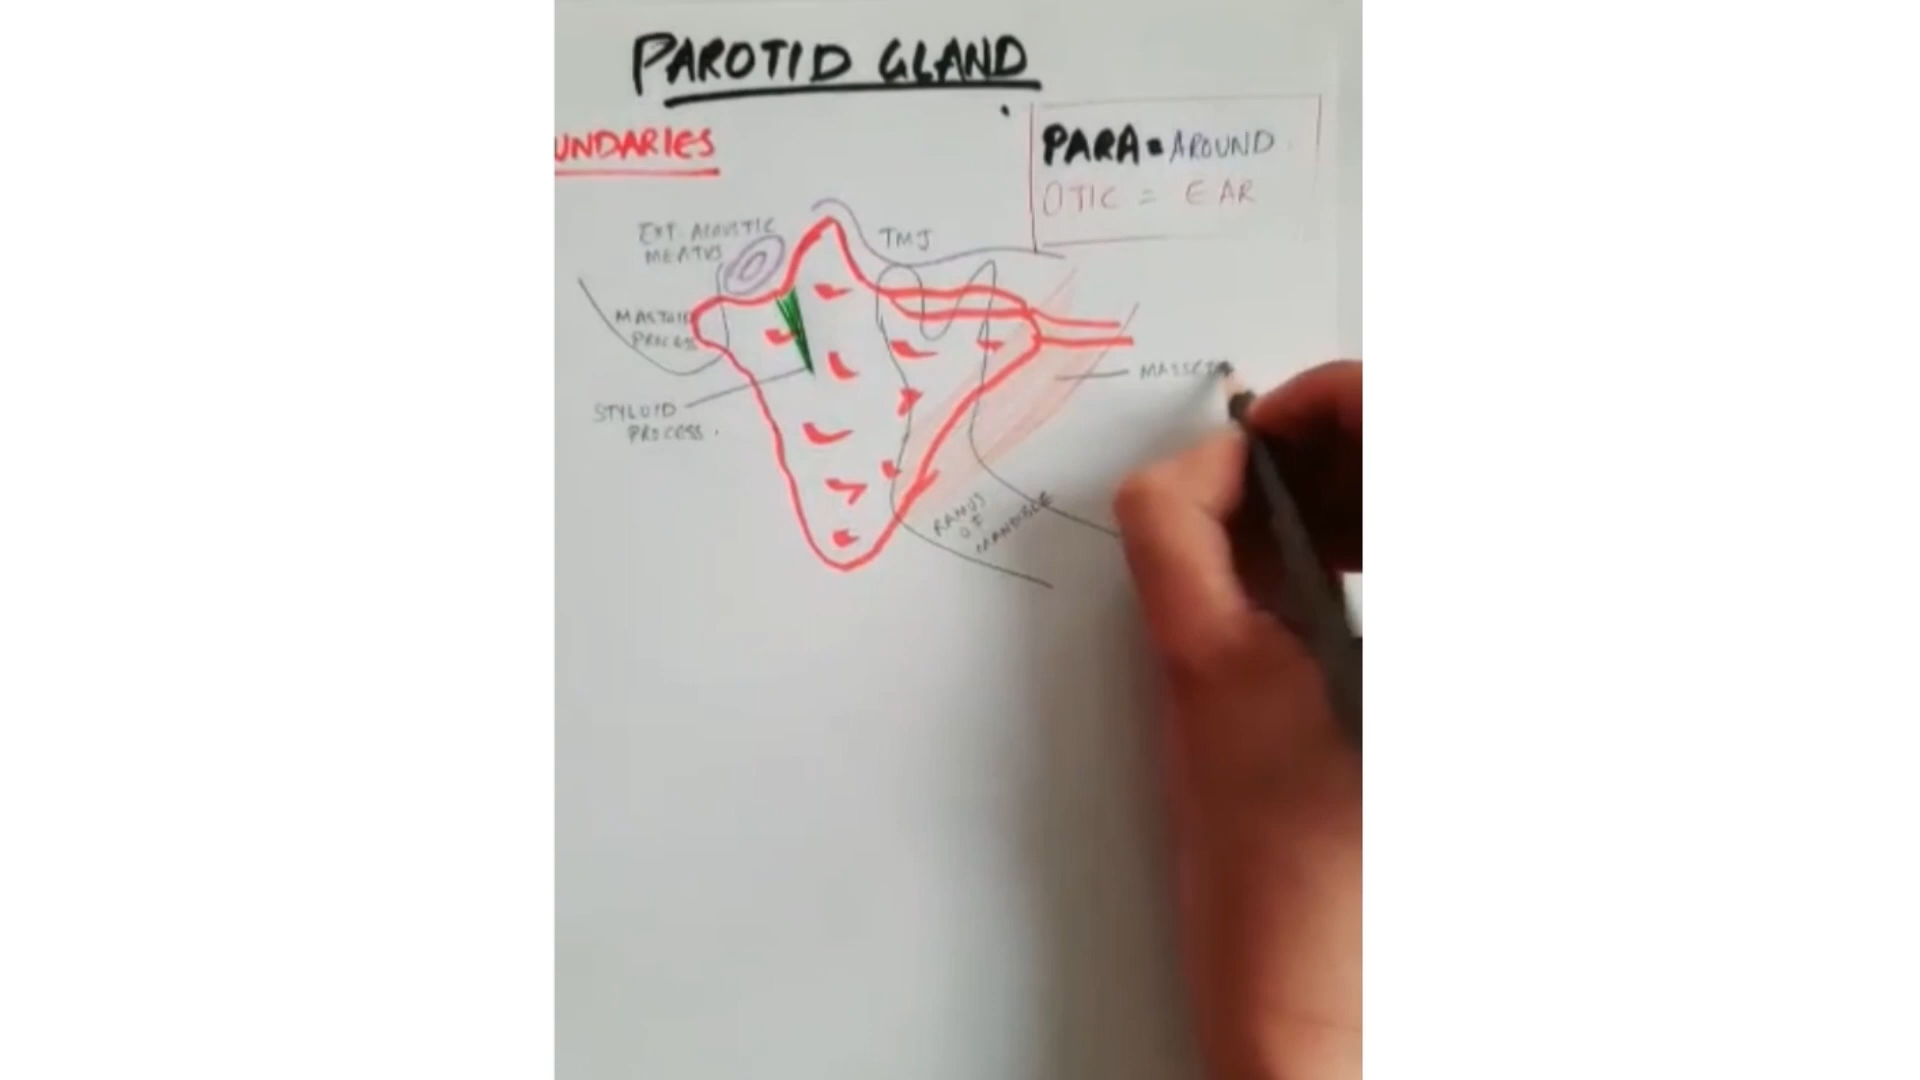 PAROTID GLAND
UNDARIES
PARA = AROUND
OTIC = EAR
EXT. ACOUSTIC
MEATUS
TMJ
MASTOID
PROCESS
STYLOID
PROCESS.
RAMUS
OF
MANDIBLE